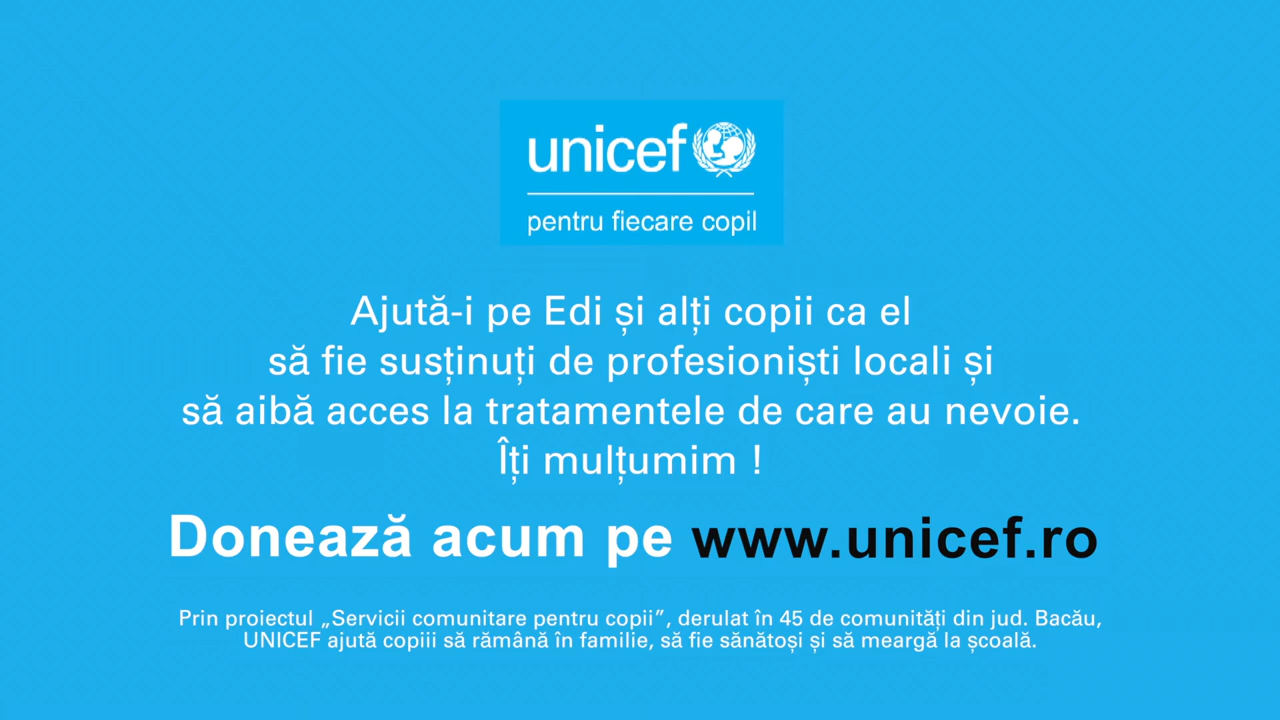 unicef
pentru fiecare copil
Ajută-i pe Edi și alți copii ca el
să fie susținuți de profesioniști locali și
să aibă acces la tratamentele de care au nevoie.
Îți mulțumim !
Donează acum pe www.unicef.ro
Prin proiectul „Servicii comunitare pentru copii”, derulat în 45 de comunități din jud. Bacău,
UNICEF ajută copiii să rămână în familie, să fie sănătoși și să meargă la școală.